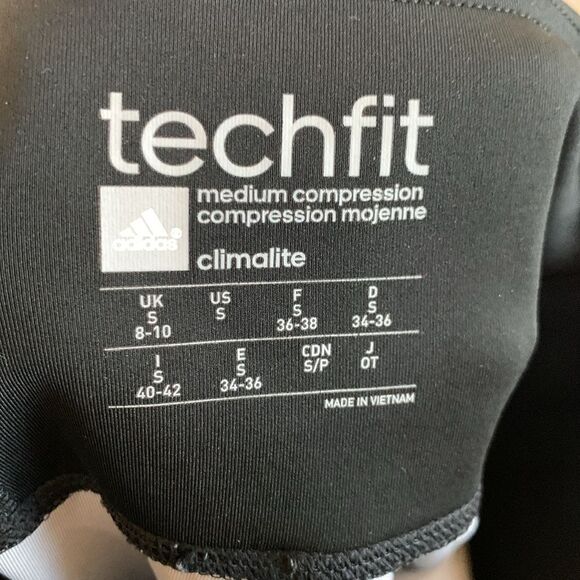 techfit
medium compression
compression mojenne
adidas
climalite
UK US F D
S S S S
8-10 36-38 34-36
I E CDN J
S S S/P OT
40-42 34-36
MADE IN VIETNAM